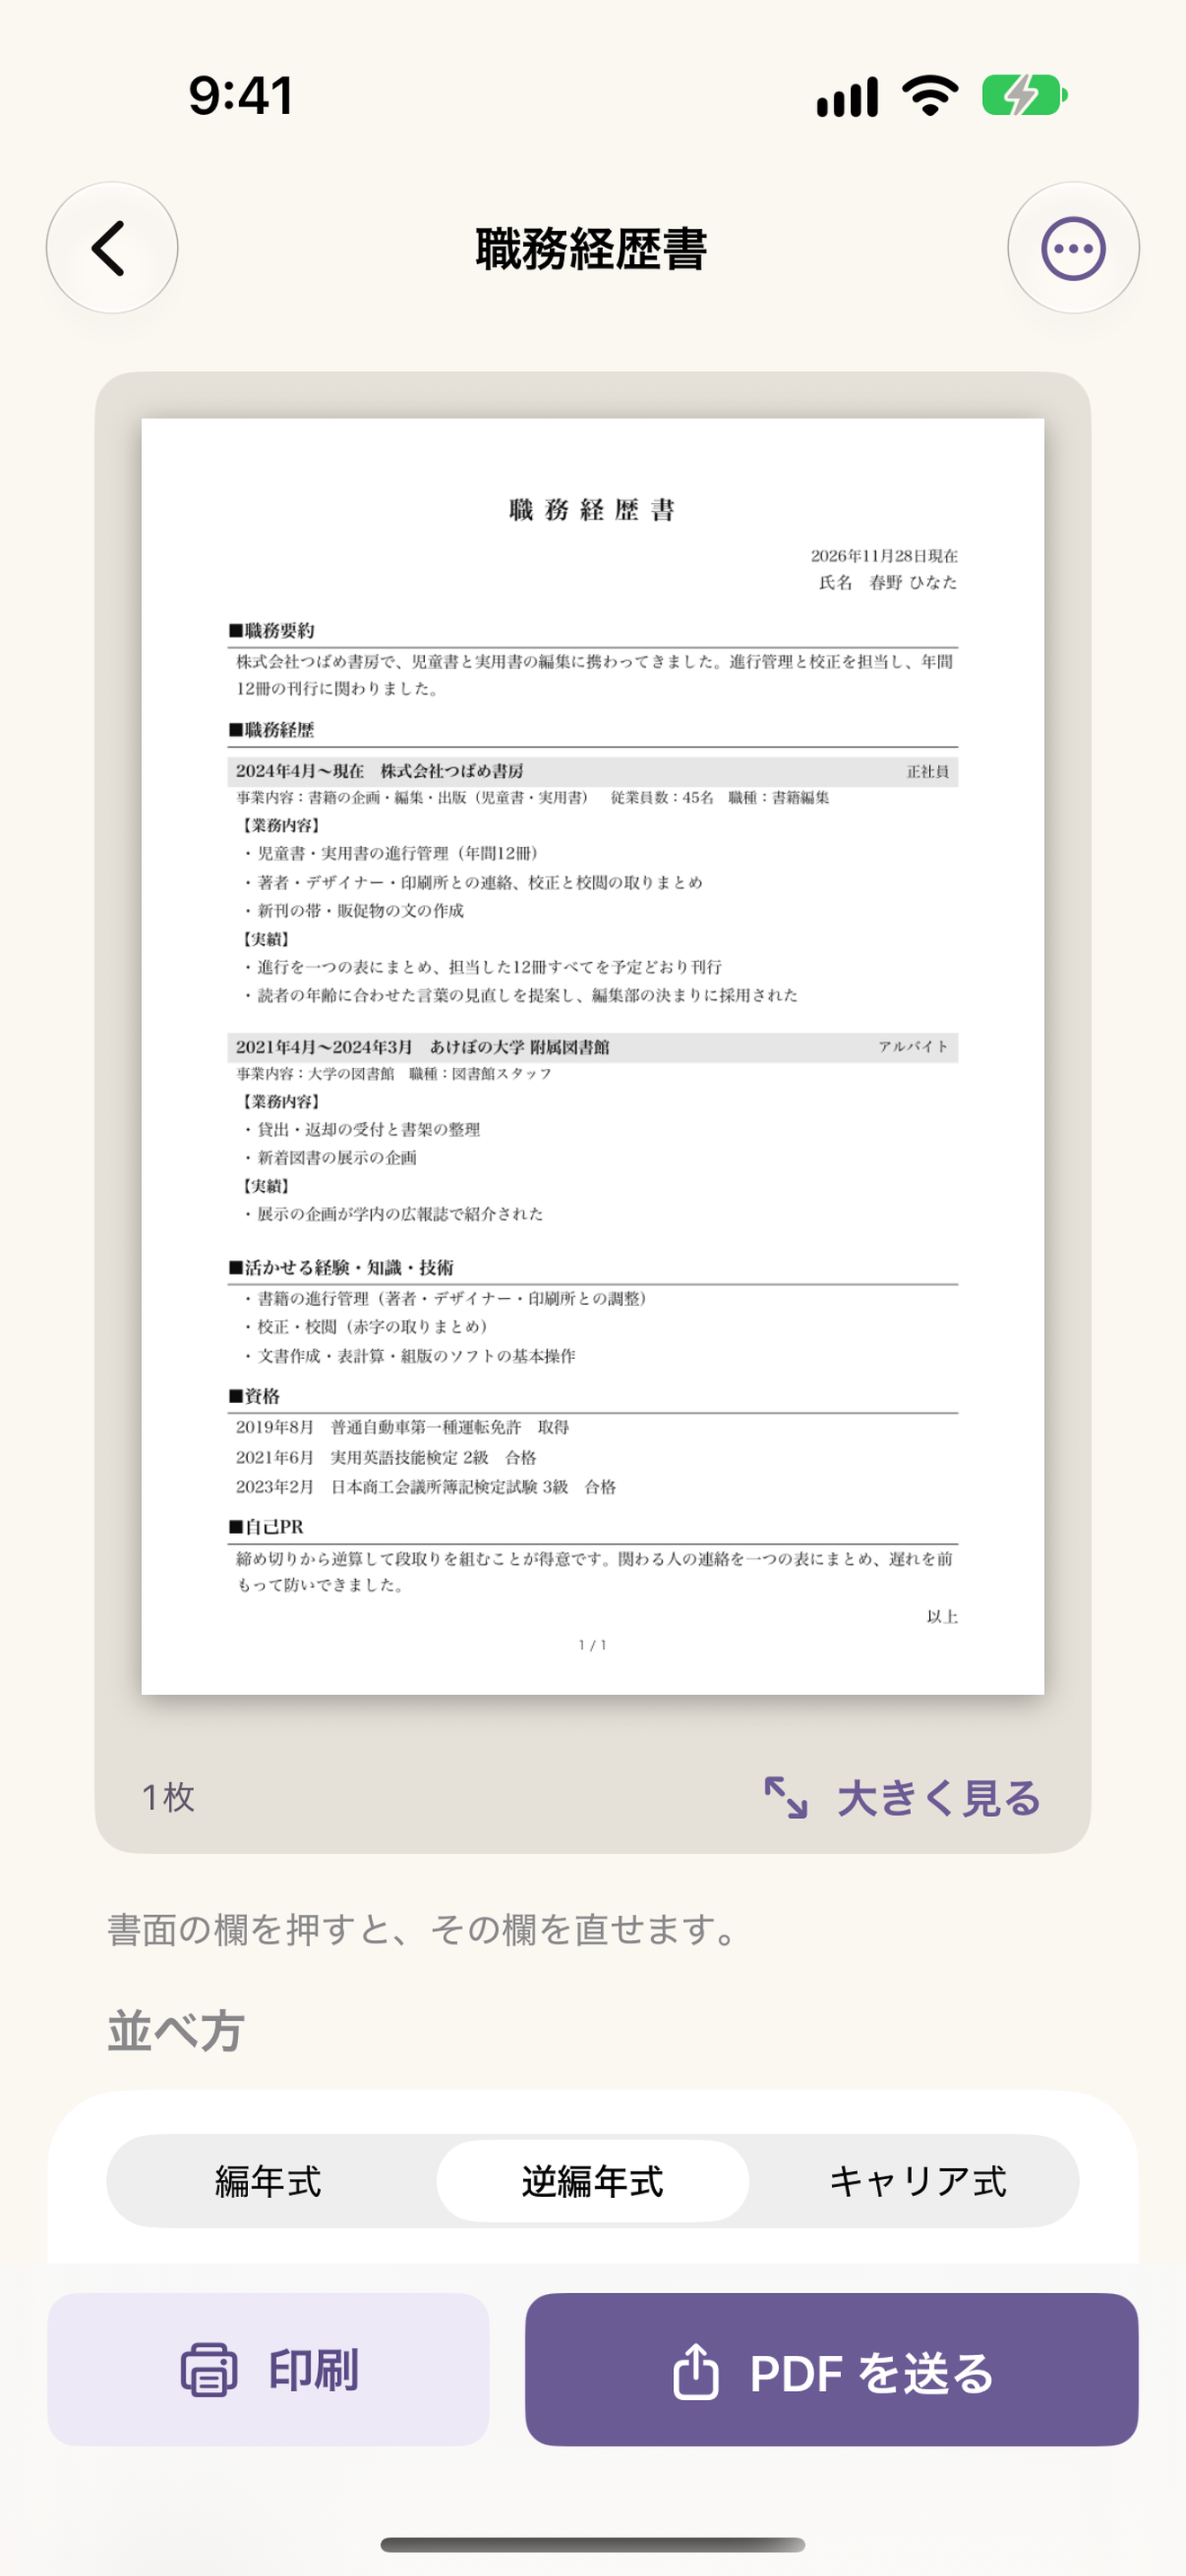 9:41
職務経歴書
職務経歴書
2026年11月28日現在
氏名　春野 ひなた
■職務要約
株式会社つばめ書房で、児童書と実用書の編集に携わってきました。進行管理と校正を担当し、年間
12冊の刊行に関わりました。
■職務経歴
2024年4月～現在　株式会社つばめ書房　正社員
事業内容：書籍の企画・編集・出版（児童書・実用書）　従業員数：45名　職種：書籍編集
【業務内容】
・児童書・実用書の進行管理（年間12冊）
・著者・デザイナー・印刷所との連絡、校正と校閲の取りまとめ
・新刊の帯・販促物の文の作成
【実績】
・進行を一つの表にまとめ、担当した12冊すべてを予定どおり刊行
・読者の年齢に合わせた言葉の見直しを提案し、編集部の決まりに採用された
2021年4月～2024年3月　あけぼの大学 附属図書館　アルバイト
事業内容：大学の図書館　職種：図書館スタッフ
【業務内容】
・貸出・返却の受付と書架の整理
・新着図書の展示の企画
【実績】
・展示の企画が学内の広報誌で紹介された
■活かせる経験・知識・技術
・書籍の進行管理（著者・デザイナー・印刷所との調整）
・校正・校閲（赤字の取りまとめ）
・文書作成・表計算・組版のソフトの基本操作
■資格
2019年8月　普通自動車第一種運転免許　取得
2021年6月　実用英語技能検定 2級　合格
2023年2月　日本商工会議所簿記検定試験 3級　合格
■自己PR
締め切りから逆算して段取りを組むことが得意です。関わる人の連絡を一つの表にまとめ、遅れを前
もって防いできました。
以上
1 / 1
1枚
大きく見る
書面の欄を押すと、その欄を直せます。
並べ方
編年式
逆編年式
キャリア式
印刷
PDF を送る